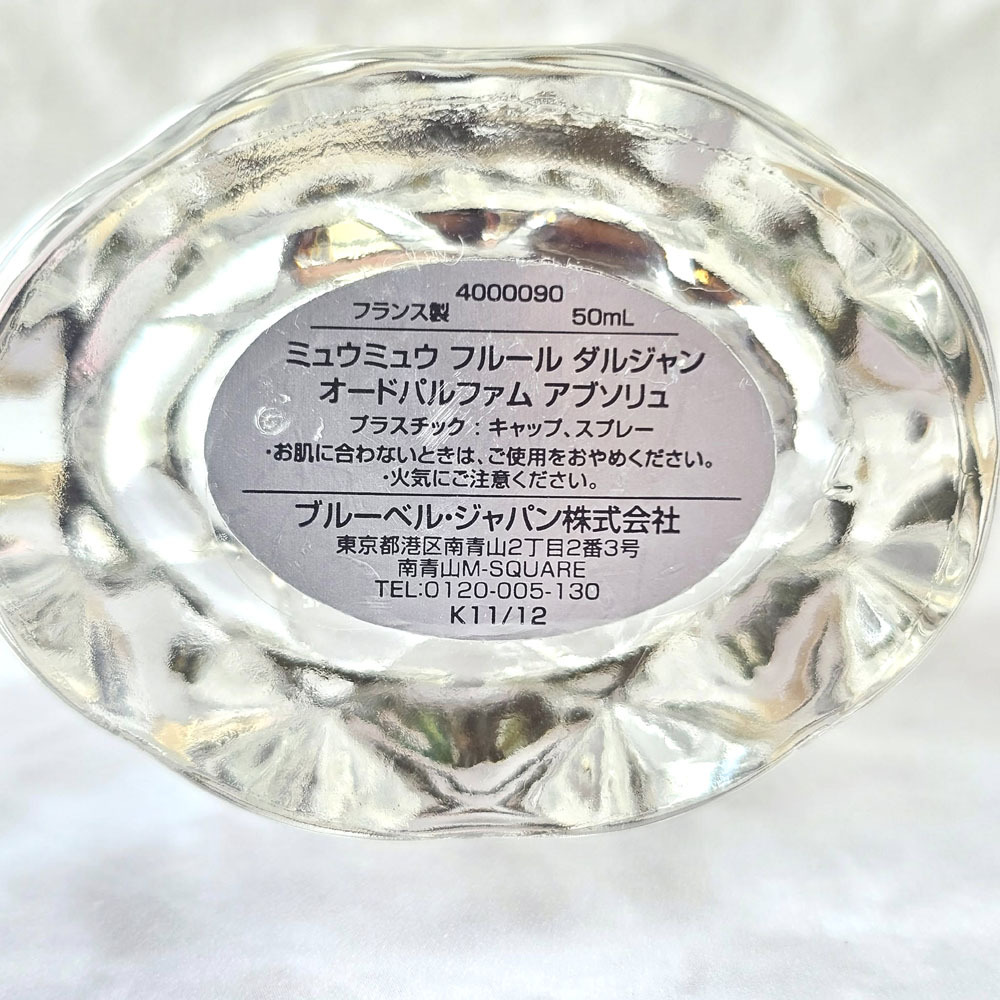 4000090
フランス製 50mL
ミュウミュウ フルール ダルジャン
オードパルファム アブソリュ
プラスチック：キャップ、スプレー
・お肌に合わないときは、ご使用をおやめください。
・火気にご注意ください。
ブルーベル・ジャパン株式会社
東京都港区南青山2丁目2番3号
南青山M-SQUARE
TEL:0120-005-130
K11/12